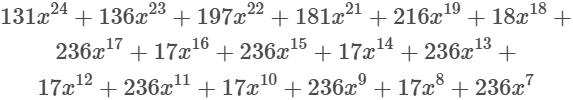 131x^{24} + 136x^{23} + 197x^{22} + 181x^{21} + 216x^{19} + 18x^{18} +
236x^{17} + 17x^{16} + 236x^{15} + 17x^{14} + 236x^{13} +
17x^{12} + 236x^{11} + 17x^{10} + 236x^{9} + 17x^{8} + 236x^{7}